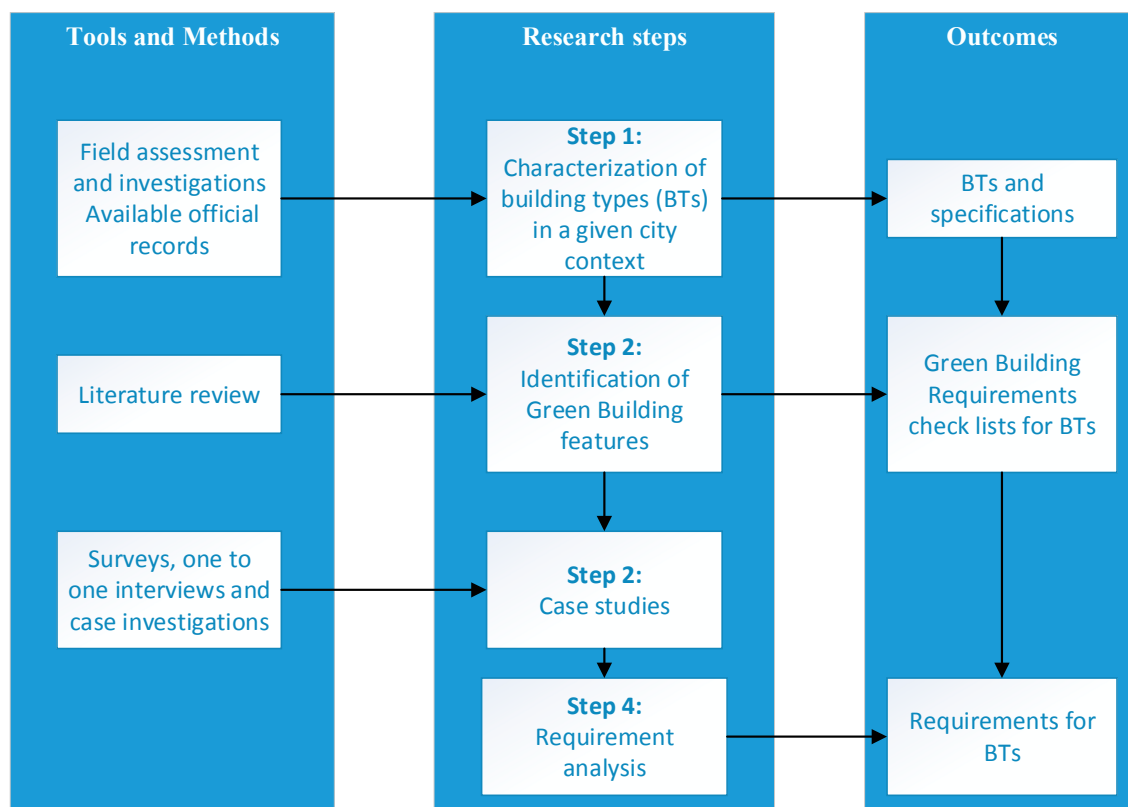 Tools and Methods
Field assessment
and investigations
Available official
records
Literature review
Surveys, one to
one interviews and
case investigations
Research steps
Step 1:
Characterization of
building types (BTs)
in a given city
context
Step 2:
Identification of
Green Building
features
Step 2:
Case studies
Step 4:
Requirement
analysis
Outcomes
BTs and
specifications
Green Building
Requirements
check lists for BTs
Requirements for
BTs